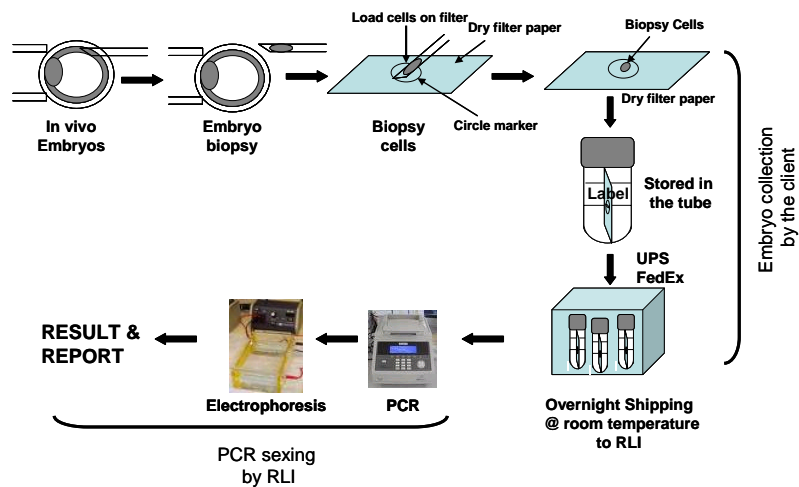 Load cells on filter
Dry filter paper
Biopsy Cells
In vivo
Embryos
Embryo
biopsy
Biopsy
cells
Circle marker
Dry filter paper
Label
Stored in
the tube
UPS
FedEx
Embryo collection
by the client
RESULT &
REPORT
Electrophoresis
PCR
Overnight Shipping
@ room temperature
to RLI
PCR sexing
by RLI